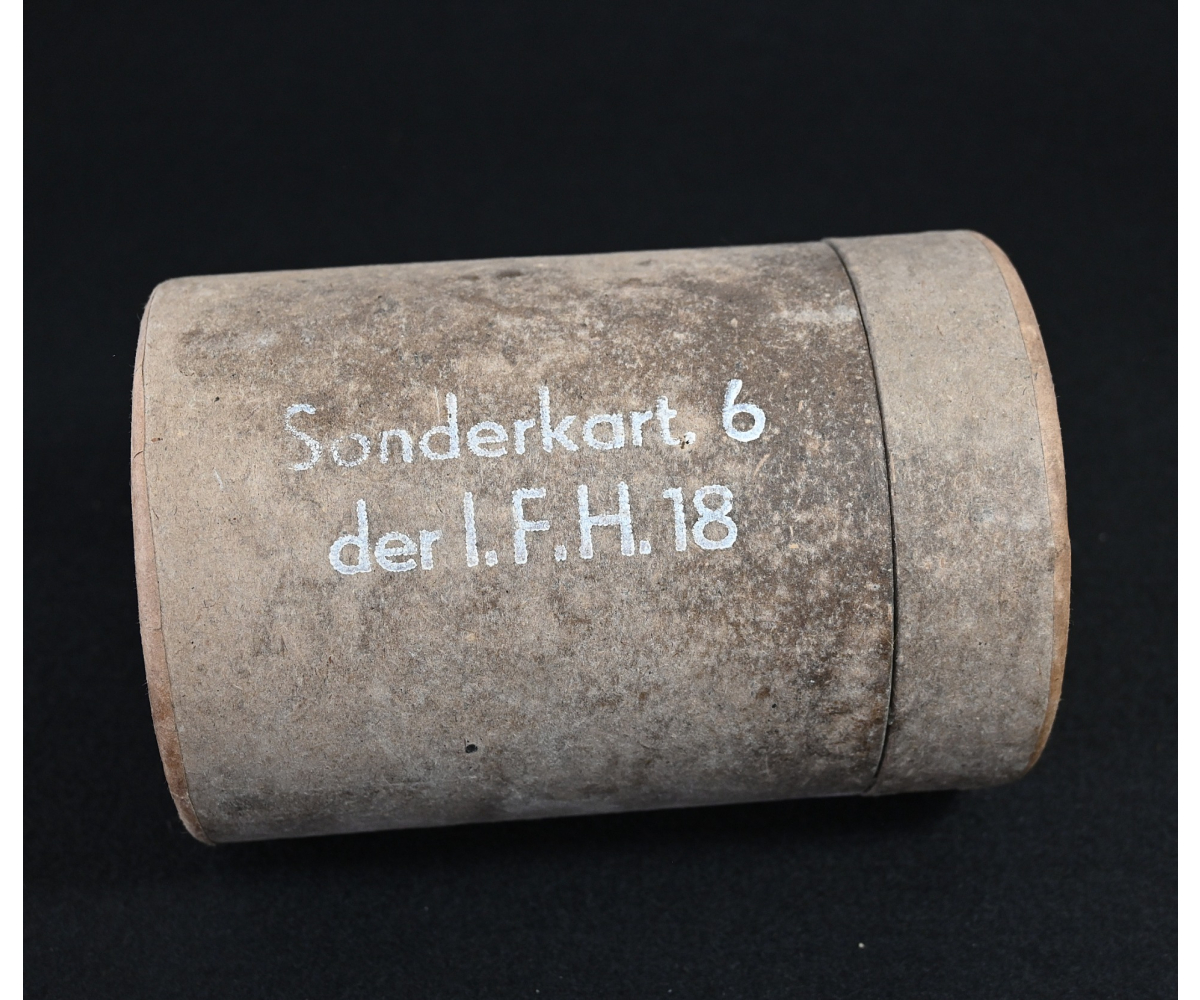 Sonderkart. 6
der l.F.H.18